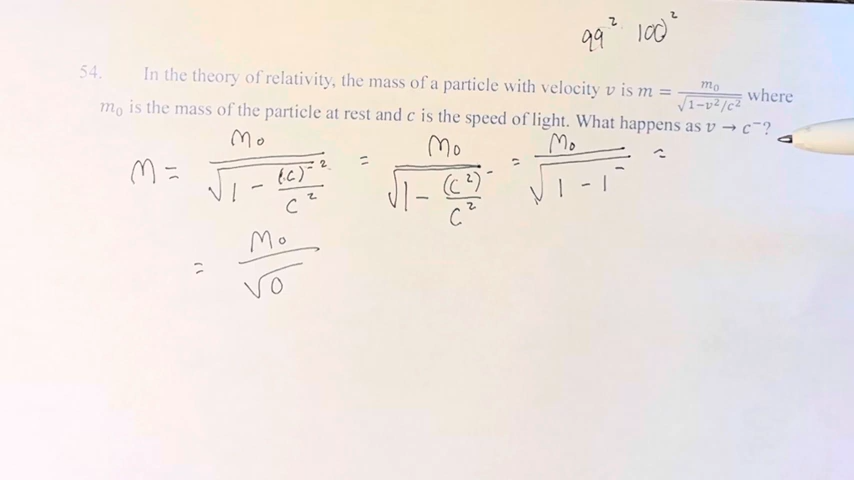 99² 100²
54. In the theory of relativity, the mass of a particle with velocity v is m = m₀/√(1−v²/c²) where
m₀ is the mass of the particle at rest and c is the speed of light. What happens as v → c⁻?
M = M₀/√(1 − (.c)⁻²/c²) = M₀/√(1 − (c²)⁻/c²) = M₀/√(1 − 1⁻) =
= M₀/√0